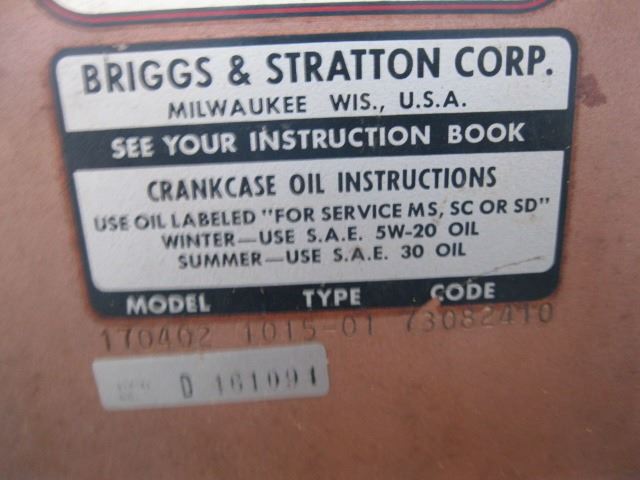 BRIGGS & STRATTON CORP.
MILWAUKEE WIS., U.S.A.
SEE YOUR INSTRUCTION BOOK
CRANKCASE OIL INSTRUCTIONS
USE OIL LABELED "FOR SERVICE MS, SC OR SD"
WINTER—USE S.A.E. 5W-20 OIL
SUMMER—USE S.A.E. 30 OIL
MODEL TYPE CODE
170402 1015-01 73082410
D 461094